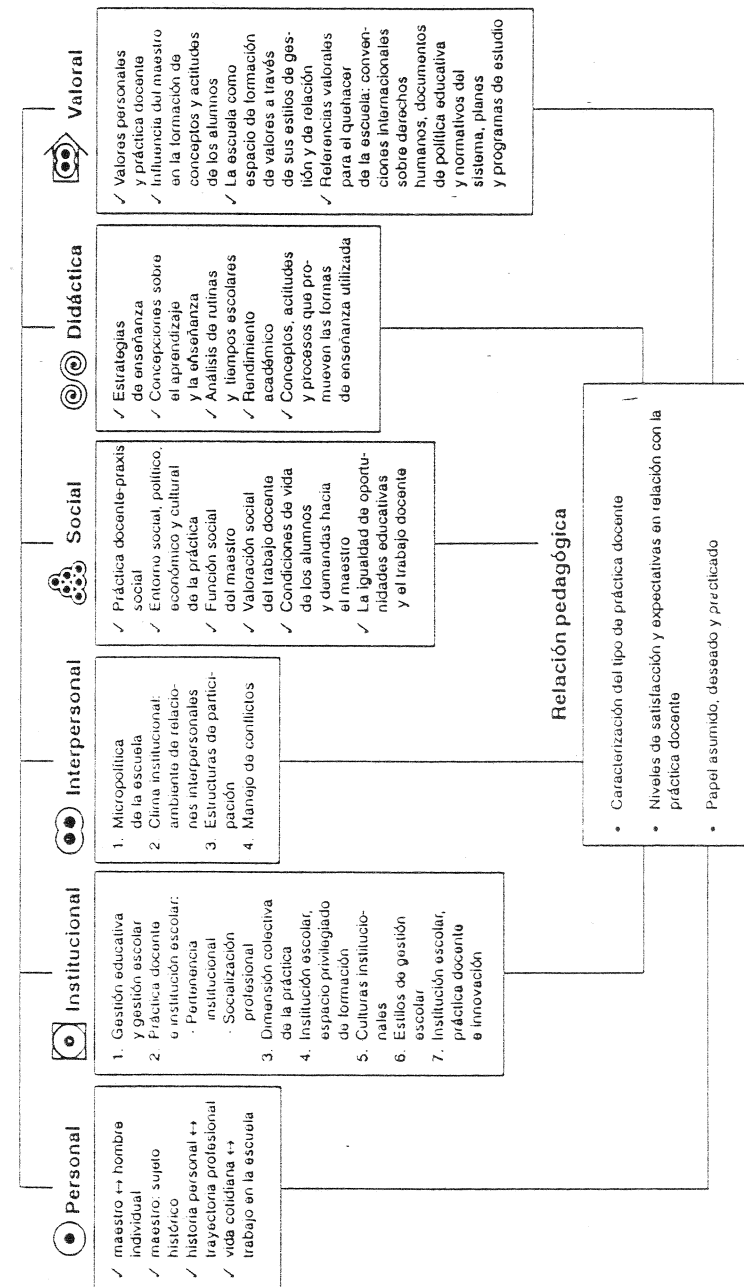 Personal
✓ maestro ↔ hombre
individual
✓ maestro: sujeto
histórico
✓ historia personal ↔
trayectoria profesional
✓ vida cotidiana ↔
trabajo en la escuela
Institucional
1. Gestión educativa
y gestión escolar
2. Práctica docente
e institución escolar:
· Pertenencia
institucional
· Socialización
profesional
3. Dimensión colectiva
de la práctica
4. Institución escolar,
espacio privilegiado
de formación
5. Culturas institucio-
nales
6. Estilos de gestión
escolar
7. Institución escolar,
práctica docente
e innovación
Interpersonal
1. Micropolítica
de la escuela
2 Clima institucional:
ambiente de relacio-
nes interpersonales
3. Estructuras de partici-
pación
4. Manejo de conflictos
Social
✓ Práctica docente-praxis
social
✓ Entorno social, político,
económico y cultural
de la práctica
✓ Función social
del maestro
✓ Valoración social
del trabajo docente
✓ Condiciones de vida
de los alumnos
y demandas hacia
el maestro
✓ La igualdad de oportu-
nidades educativas
y el trabajo docente
Didáctica
✓ Estrategias
de enseñanza
✓ Concepciones sobre
el aprendizaje
y la enseñanza
✓ Análisis de rutinas
y tiempos escolares
✓ Rendimiento
académico
✓ Conceptos, actitudes
y procesos que pro-
mueven las formas
de enseñanza utilizada
Valoral
✓ Valores personales
y práctica docente
✓ Influencia del maestro
en la formación de
conceptos y actitudes
de los alumnos
✓ La escuela como
espacio de formación
de valores a través
de sus estilos de ges-
tión y de relación
✓ Referencias valorales
para el quehacer
de la escuela: conven-
ciones internacionales
sobre derechos
humanos, documentos
de política educativa
y normativos del
sistema, planes
y programas de estudio
Relación pedagógica
• Caracterización del tipo de práctica docente
• Niveles de satisfacción y expectativas en relación con la
práctica docente
• Papel asumido, deseado y practicado